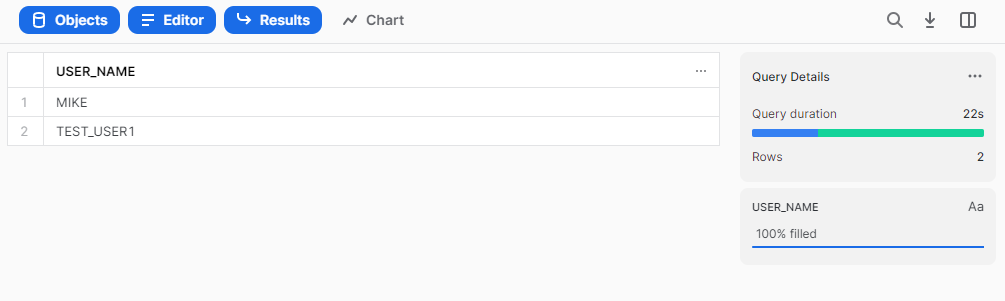 Objects Editor Results Chart
USER_NAME ...
1 MIKE
2 TEST_USER1
Query Details ...
Query duration 22s
Rows 2
USER_NAME Aa
100% filled